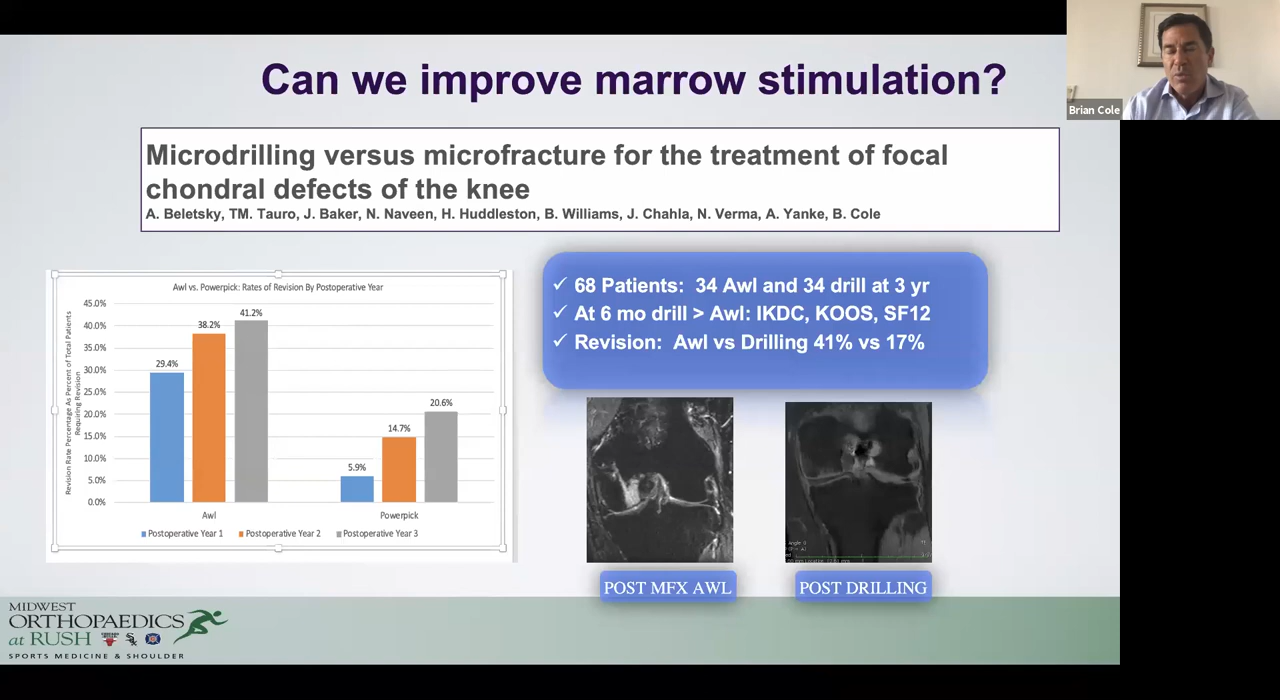 Can we improve marrow stimulation?
Brian Cole
Microdrilling versus microfracture for the treatment of focal
chondral defects of the knee
A. Beletsky, TM. Tauro, J. Baker, N. Naveen, H. Huddleston, B. Williams, J. Chahla, N. Verma, A. Yanke, B. Cole
Awl vs. Powerpick: Rates of Revision By Postoperative Year
Revision Rate Percentage As Percent of Total Patients
Requiring Revision
45.0%
40.0%
35.0%
30.0%
25.0%
20.0%
15.0%
10.0%
5.0%
0.0%
29.4%
38.2%
41.2%
5.9%
14.7%
20.6%
Awl
Powerpick
Postoperative Year 1
Postoperative Year 2
Postoperative Year 3
✓ 68 Patients: 34 Awl and 34 drill at 3 yr
✓ At 6 mo drill > Awl: IKDC, KOOS, SF12
✓ Revision: Awl vs Drilling 41% vs 17%
POST MFX AWL
POST DRILLING
MIDWEST
ORTHOPAEDICS
at RUSH
SPORTS MEDICINE & SHOULDER